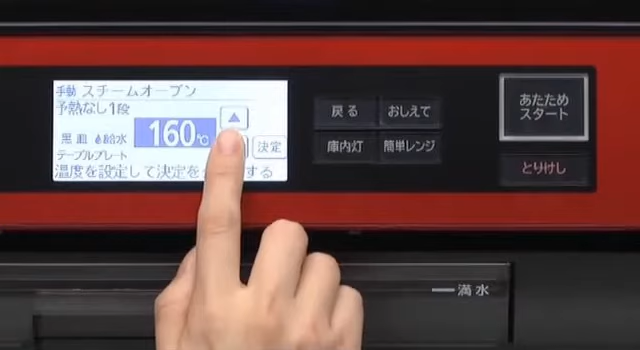 手動 スチームオーブン
予熱なし1段
▲
黒皿 給水
160℃
決定
テーブルプレート
温度を設定して決定を する
戻る
おしえて
庫内灯
簡単レンジ
あたため
スタート
とりけし
満水